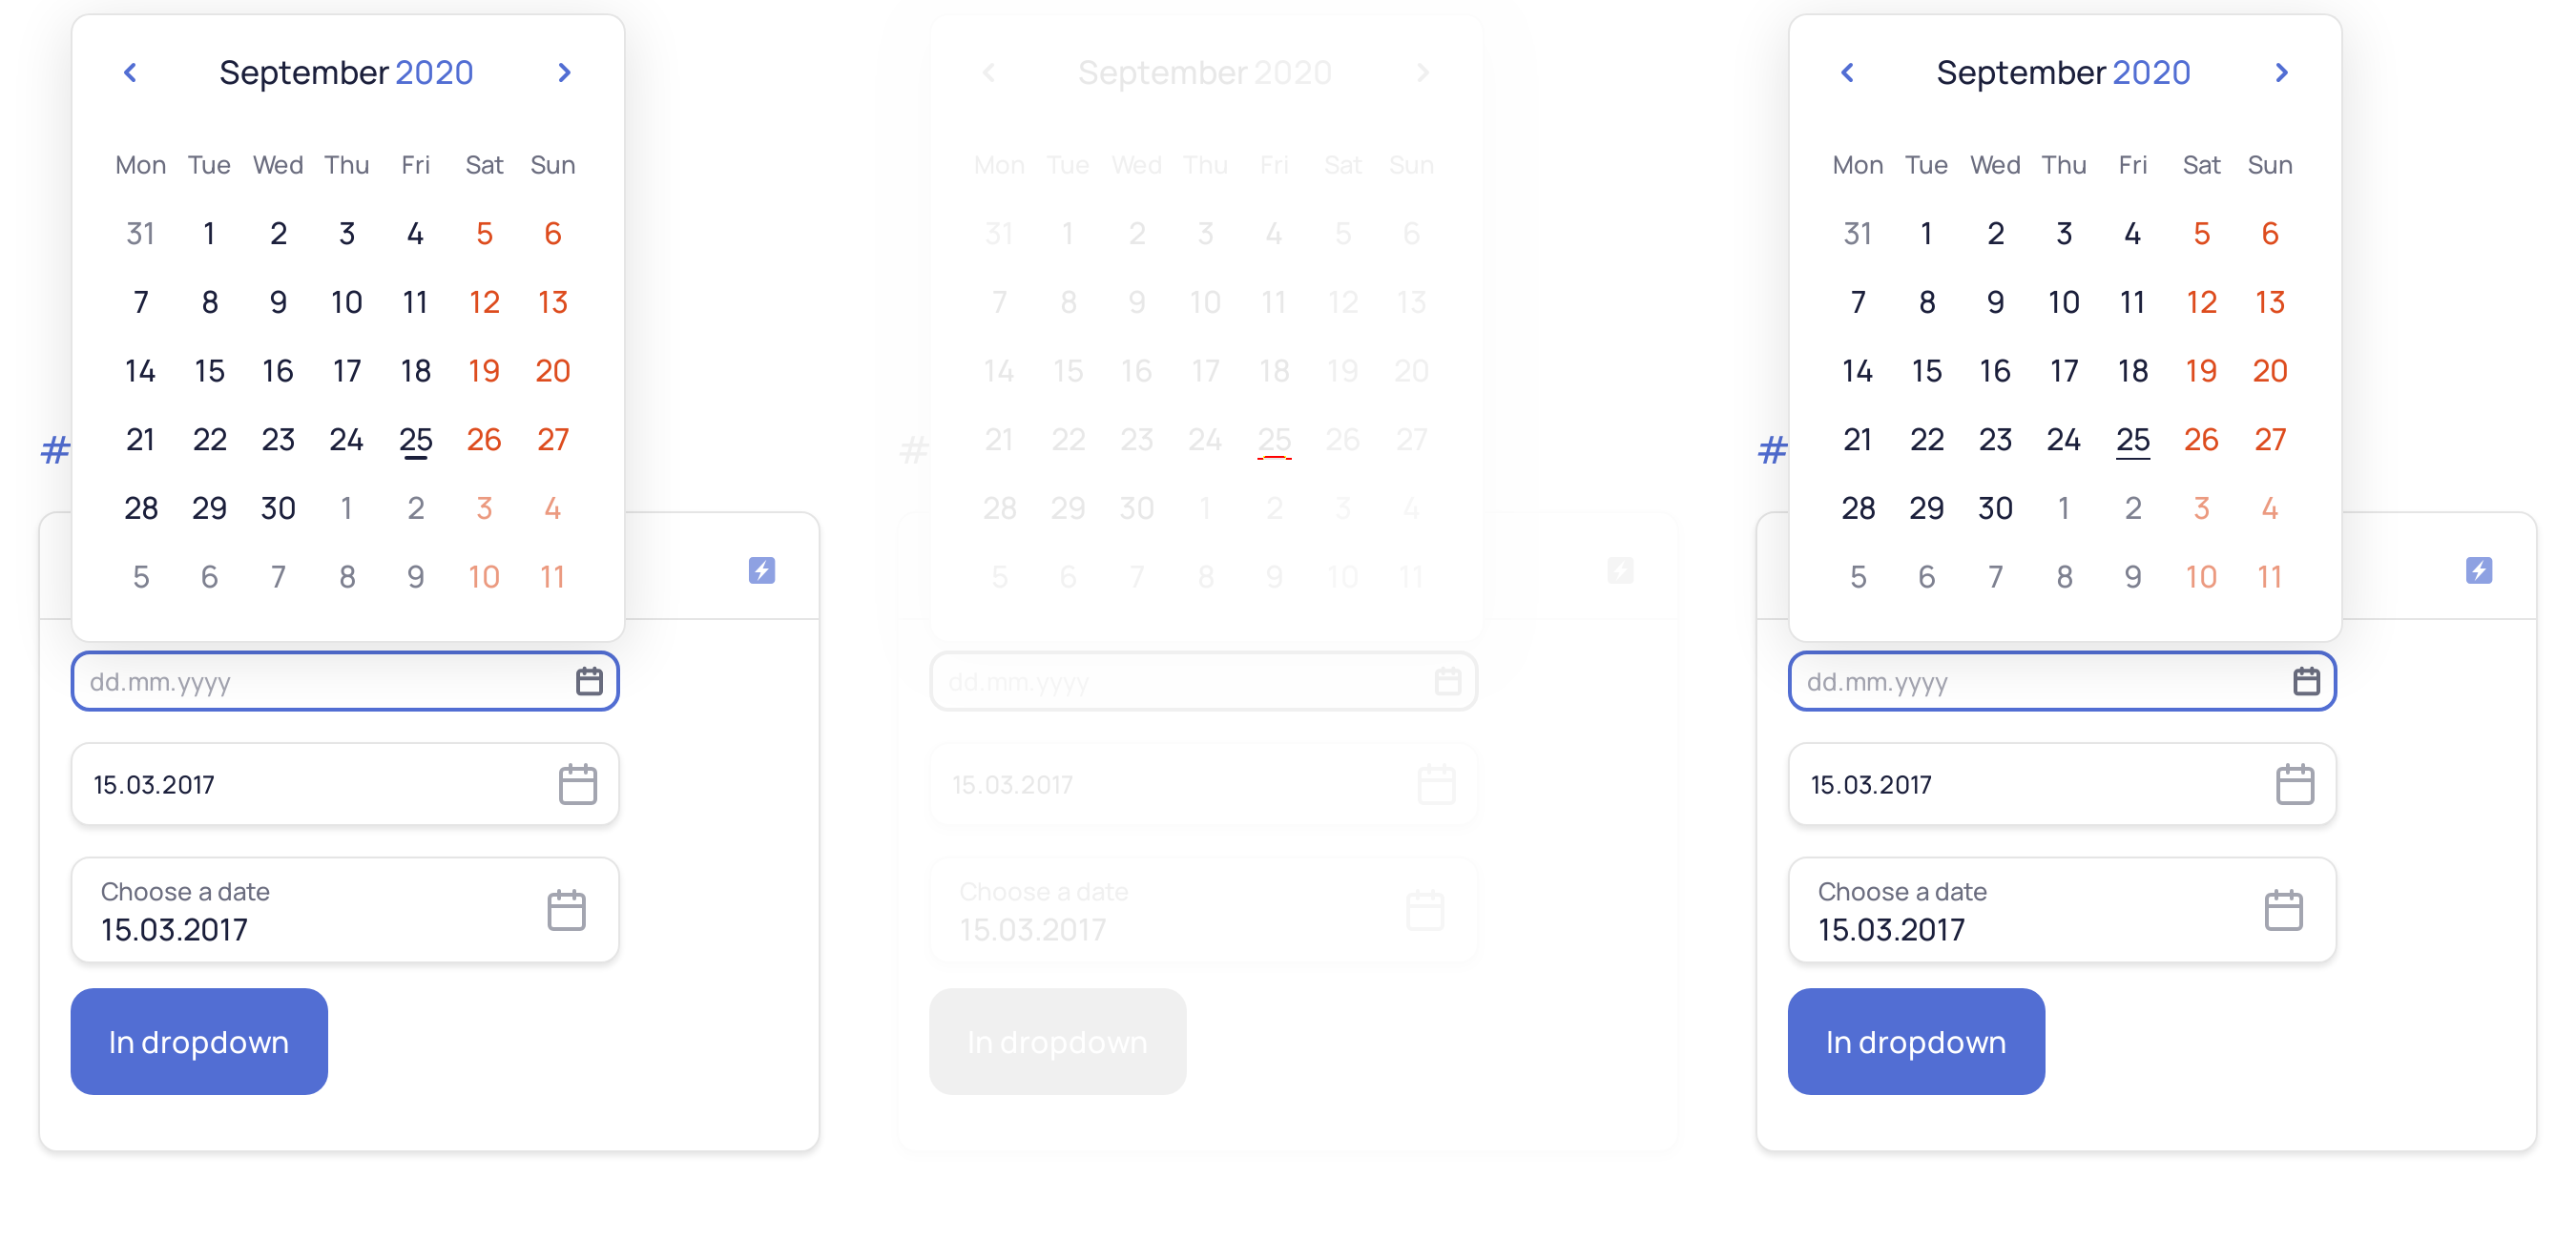 September 2020
Mon Tue Wed Thu Fri Sat Sun
31 1 2 3 4 5 6
7 8 9 10 11 12 13
14 15 16 17 18 19 20
21 22 23 24 25 26 27
28 29 30 1 2 3 4
5 6 7 8 9 10 11
#
dd.mm.yyyy
15.03.2017
Choose a date
15.03.2017
In dropdown
September 2020
Mon Tue Wed Thu Fri Sat Sun
31 1 2 3 4 5 6
7 8 9 10 11 12 13
14 15 16 17 18 19 20
21 22 23 24 25 26 27
28 29 30 1 2 3 4
5 6 7 8 9 10 11
#
dd.mm.yyyy
15.03.2017
Choose a date
15.03.2017
In dropdown
September 2020
Mon Tue Wed Thu Fri Sat Sun
31 1 2 3 4 5 6
7 8 9 10 11 12 13
14 15 16 17 18 19 20
21 22 23 24 25 26 27
28 29 30 1 2 3 4
5 6 7 8 9 10 11
#
dd.mm.yyyy
15.03.2017
Choose a date
15.03.2017
In dropdown